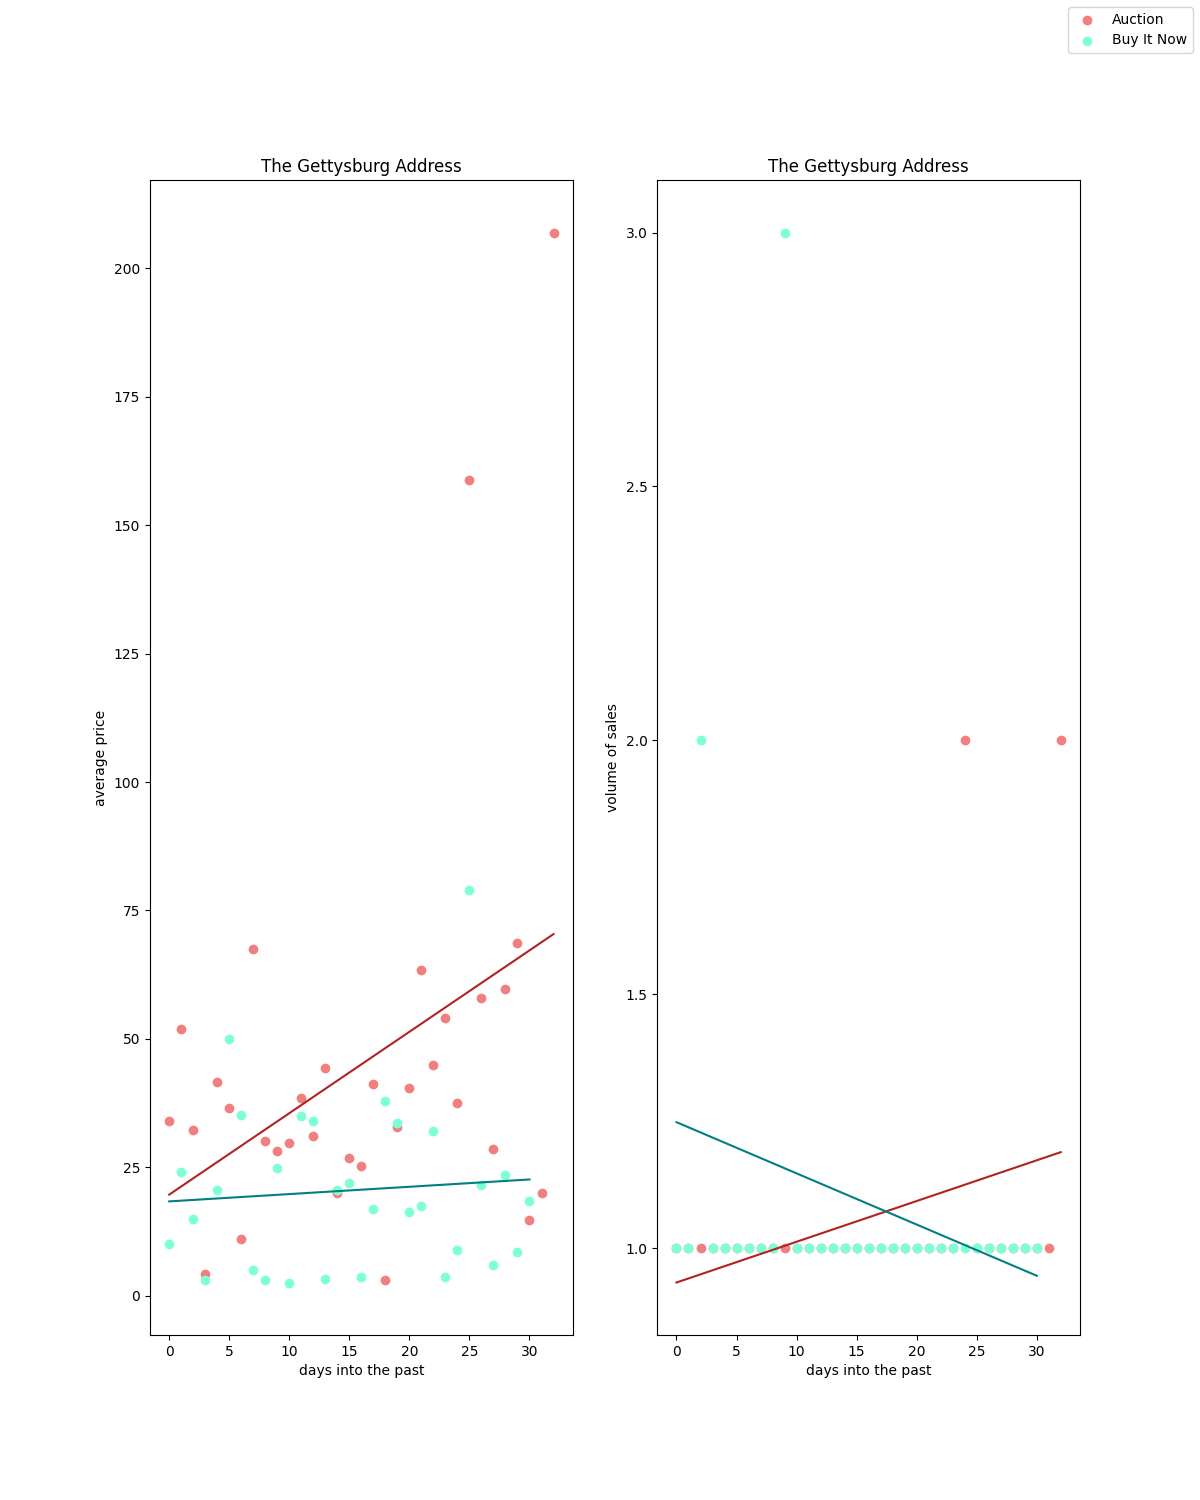 Auction
Buy It Now
The Gettysburg Address
average price
200
175
150
125
100
75
50
25
0
0 5 10 15 20 25 30
days into the past
The Gettysburg Address
volume of sales
3.0
2.5
2.0
1.5
1.0
0 5 10 15 20 25 30
days into the past